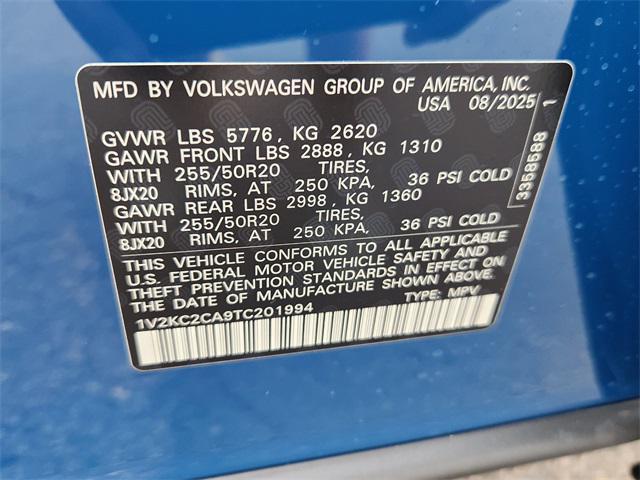 MFD BY VOLKSWAGEN GROUP OF AMERICA, INC.
USA 08/2025
GVWR LBS 5776, KG 2620
GAWR FRONT LBS 2888, KG 1310
WITH 255/50R20 TIRES,
8JX20 RIMS, AT 250 KPA, 36 PSI COLD
GAWR REAR LBS 2998, KG 1360
WITH 255/50R20 TIRES,
8JX20 RIMS, AT 250 KPA, 36 PSI COLD
THIS VEHICLE CONFORMS TO ALL APPLICABLE
U.S. FEDERAL MOTOR VEHICLE SAFETY AND
THEFT PREVENTION STANDARDS IN EFFECT ON
THE DATE OF MANUFACTURE SHOWN ABOVE.
1V2KC2CA9TC201994 TYPE: MPV
3358588 1